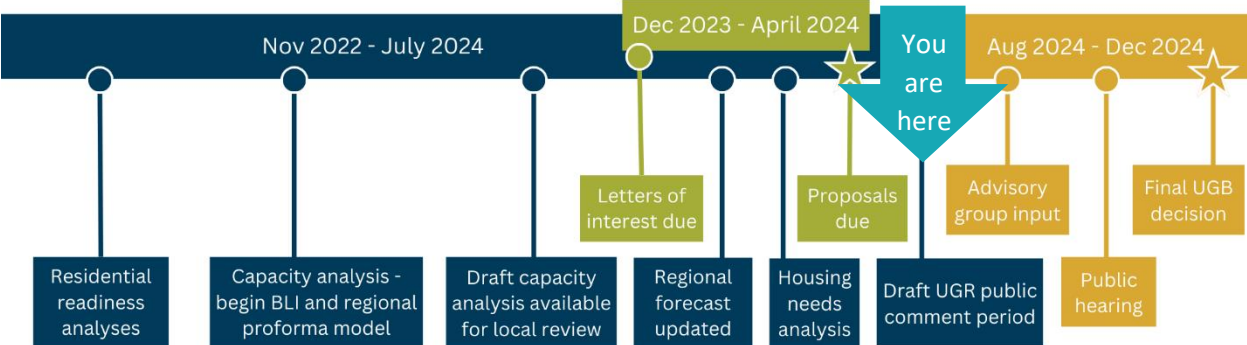 Nov 2022 - July 2024
Dec 2023 - April 2024
You
are
here
Aug 2024 - Dec 2024
Letters of
interest due
Proposals
due
Advisory
group input
Final UGB
decision
Residential
readiness
analyses
Capacity analysis -
begin BLI and regional
proforma model
Draft capacity
analysis available
for local review
Regional
forecast
updated
Housing
needs
analysis
Draft UGR public
comment period
Public
hearing